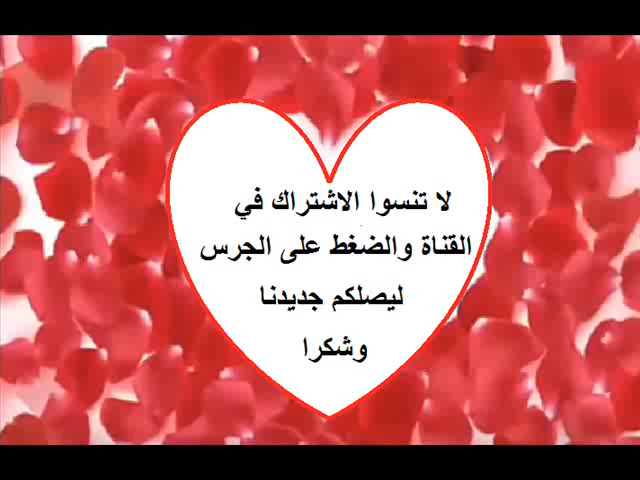 لا تنسوا الاشتراك في
القناة والضغط على الجرس
ليصلكم جديدنا
وشكرا